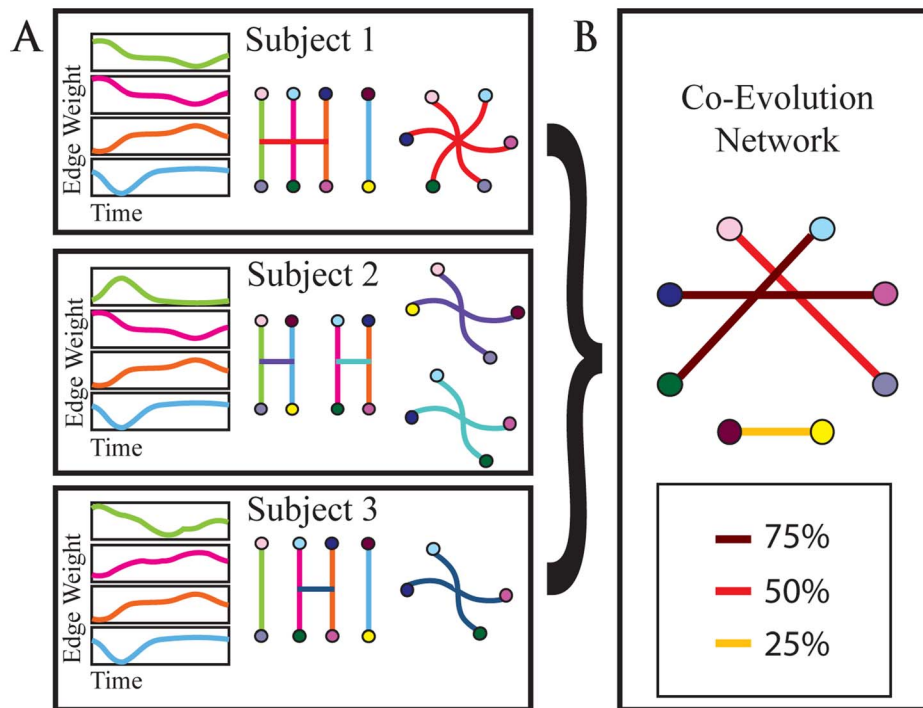 A
Subject 1
Edge Weight
Time
Subject 2
Edge Weight
Time
Subject 3
Edge Weight
Time
B
Co-Evolution
Network
75%
50%
25%